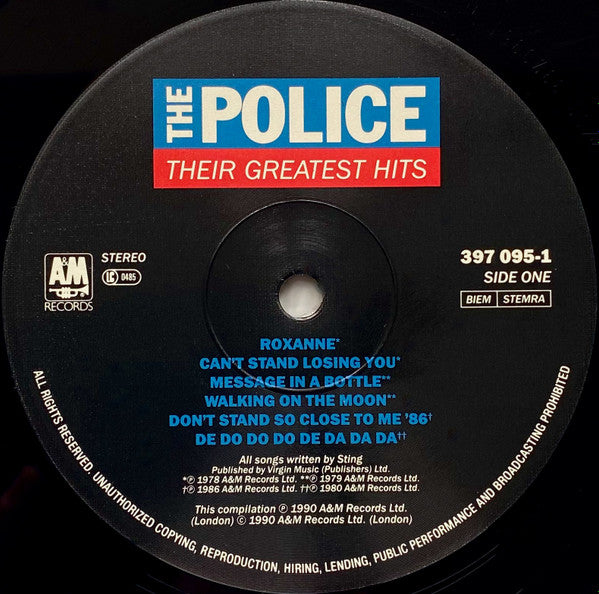 THE POLICE
THEIR GREATEST HITS
A&M
RECORDS
STEREO
LC 0485
397 095-1
SIDE ONE
BIEM STEMRA
ROXANNE*
CAN'T STAND LOSING YOU*
MESSAGE IN A BOTTLE**
WALKING ON THE MOON**
DON'T STAND SO CLOSE TO ME '86†
DE DO DO DO DE DA DA DA††
All songs written by Sting
Published by Virgin Music (Publishers) Ltd.
*℗ 1978 A&M Records Ltd. **℗ 1979 A&M Records Ltd.
†℗ 1986 A&M Records Ltd. ††℗ 1980 A&M Records Ltd.
This compilation ℗ 1990 A&M Records Ltd.
(London) © 1990 A&M Records Ltd. (London)
ALL RIGHTS RESERVED. UNAUTHORIZED COPYING, REPRODUCTION, HIRING, LENDING, PUBLIC PERFORMANCE AND BROADCASTING PROHIBITED